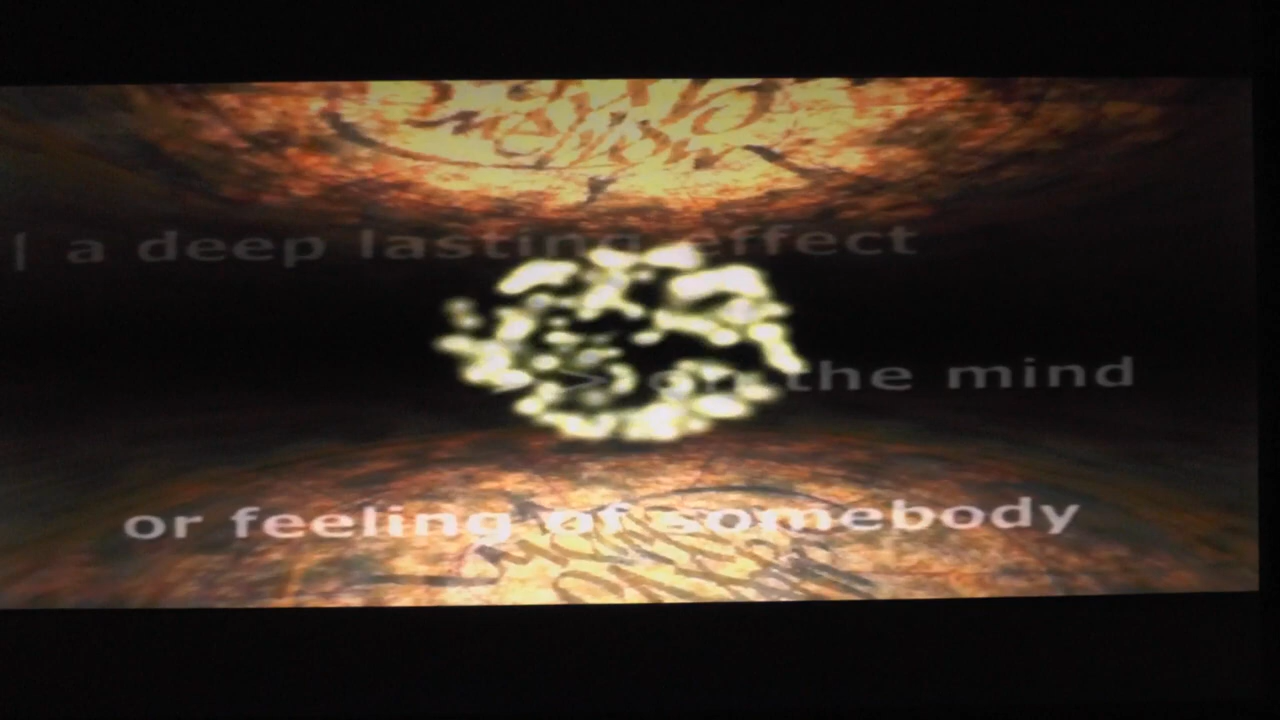 | a deep lasting effect
> on the mind
or feeling of somebody